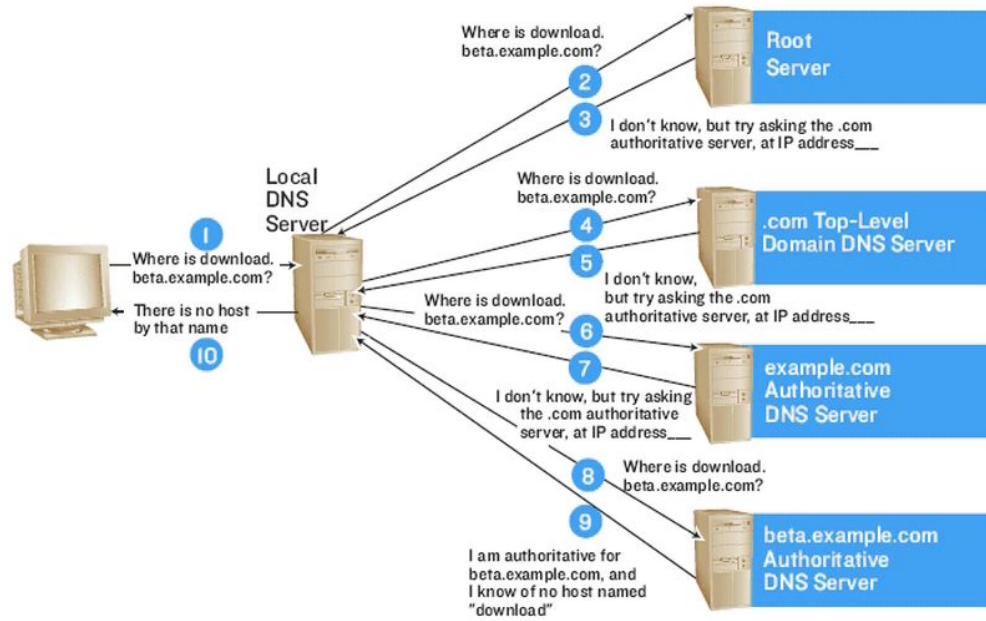 Where is download.
beta.example.com?
2
Root
Server
3
I don't know, but try asking the .com
authoritative server, at IP address___
Local
DNS
Server
Where is download.
beta.example.com?
4
.com Top-Level
Domain DNS Server
5
I don't know,
but try asking the .com
authoritative server, at IP address___
1
Where is download.
beta.example.com?
There is no host
by that name
10
Where is download.
beta.example.com?
6
example.com
Authoritative
DNS Server
7
I don't know, but try asking
the .com authoritative
server, at IP address___
8
Where is download.
beta.example.com?
9
I am authoritative for
beta.example.com, and
I know of no host named
"download"
beta.example.com
Authoritative
DNS Server